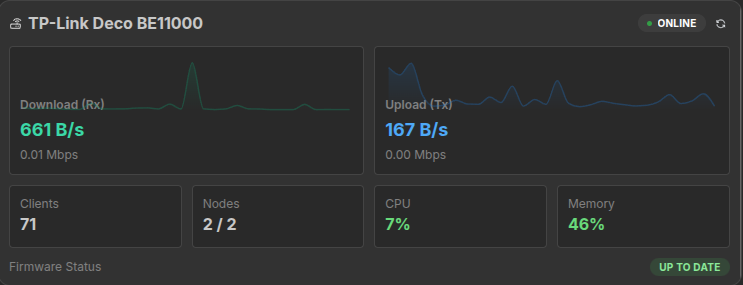 TP-Link Deco BE11000
ONLINE
Download (Rx)
661 B/s
0.01 Mbps
Upload (Tx)
167 B/s
0.00 Mbps
Clients
71
Nodes
2 / 2
CPU
7%
Memory
46%
Firmware Status
UP TO DATE